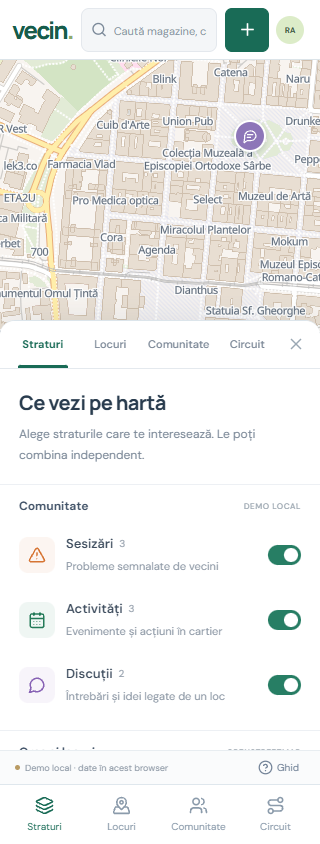 vecin.
Caută magazine, c
RA
Blink
Catena
Naru
Cuib d'Arte
Union Pub
Drunke
t Vest
Colecția Muzeală a
Episcopiei Ortodoxe Sârbe
lek3.co
Farmacia Vlad
Pepp
ETA2U
Pro Medica optica
Select
Muzeul de Artă
ca Militară
Miracolul Plantelor
Cora
Mokum
rbet
700
Agenda
Muzeul Episc
Romano-Cat
numentul Omul Țintă
Dianthus
Statuia Sf. Gheorghe
Straturi
Locuri
Comunitate
Circuit
Ce vezi pe hartă
Alege straturile care te interesează. Le poți
combina independent.
Comunitate
DEMO LOCAL
Sesizări 3
Probleme semnalate de vecini
Activități 3
Evenimente și acțiuni în cartier
Discuții 2
Întrebări și idei legate de un loc
Demo local · date în acest browser
Ghid
Straturi
Locuri
Comunitate
Circuit